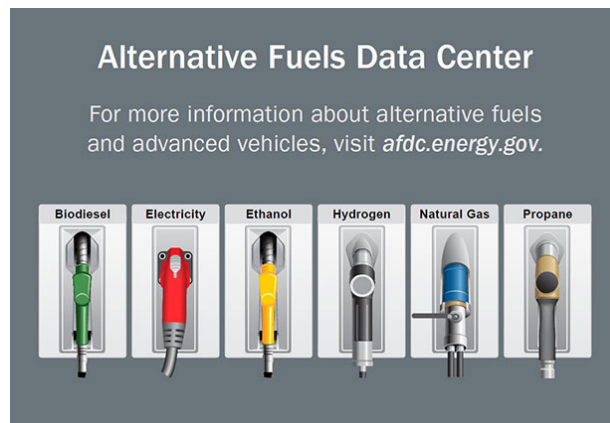 Alternative Fuels Data Center
For more information about alternative fuels
and advanced vehicles, visit afdc.energy.gov.
Biodiesel
Electricity
Ethanol
Hydrogen
Natural Gas
Propane